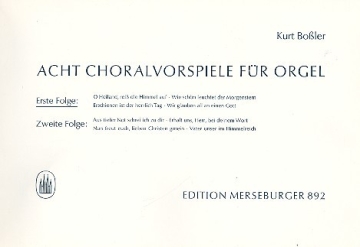 Kurt Boßler
ACHT CHORALVORSPIELE FÜR ORGEL
Erste Folge: O Heiland, reiß die Himmel auf · Wie schön leuchtet der Morgenstern
Erschienen ist der herrlich Tag · Wir glauben all an einen Gott
Zweite Folge: Aus tiefer Not schrei ich zu dir · Erhalt uns, Herr, bei deinem Wort
Nun freut euch, lieben Christen gmein · Vater unser im Himmelreich
EDITION MERSEBURGER 892